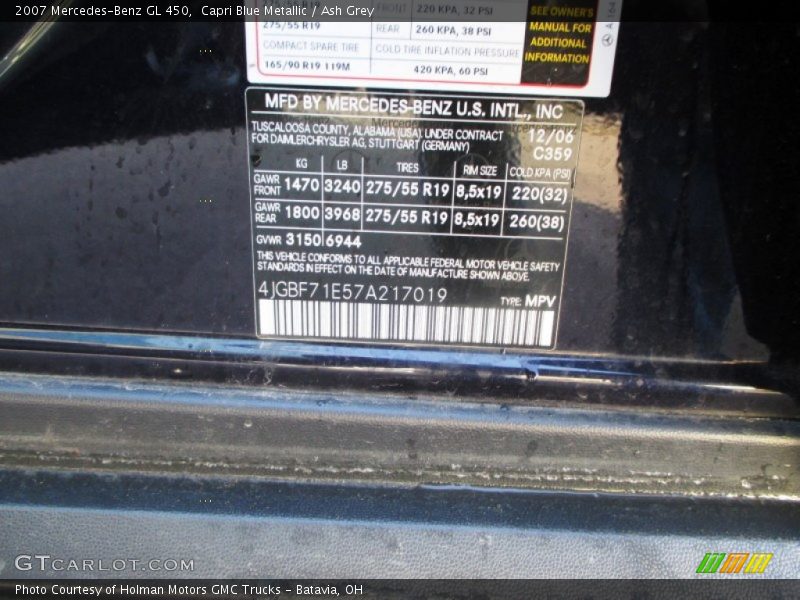 2007 Mercedes-Benz GL 450, Capri Blue Metallic / Ash Grey
FRONT 220 KPA, 32 PSI
275/55 R19 REAR 260 KPA, 38 PSI
COMPACT SPARE TIRE COLD TIRE INFLATION PRESSURE
165/90 R19 119M 420 KPA, 60 PSI
SEE OWNER'S
MANUAL FOR
ADDITIONAL
INFORMATION
A 164
MFD BY MERCEDES-BENZ U.S. INTL., INC
TUSCALOOSA COUNTY, ALABAMA (USA), UNDER CONTRACT 12/06
FOR DAIMLERCHRYSLER AG, STUTTGART (GERMANY) C359
KG LB TIRES RIM SIZE COLD KPA (PSI)
GAWR FRONT 1470 3240 275/55 R19 8,5x19 220(32)
GAWR REAR 1800 3968 275/55 R19 8,5x19 260(38)
GVWR 3150 6944
THIS VEHICLE CONFORMS TO ALL APPLICABLE FEDERAL MOTOR VEHICLE SAFETY
STANDARDS IN EFFECT ON THE DATE OF MANUFACTURE SHOWN ABOVE.
4JGBF71E57A217019 TYPE: MPV
GTCARLOT.COM
Photo Courtesy of Holman Motors GMC Trucks - Batavia, OH